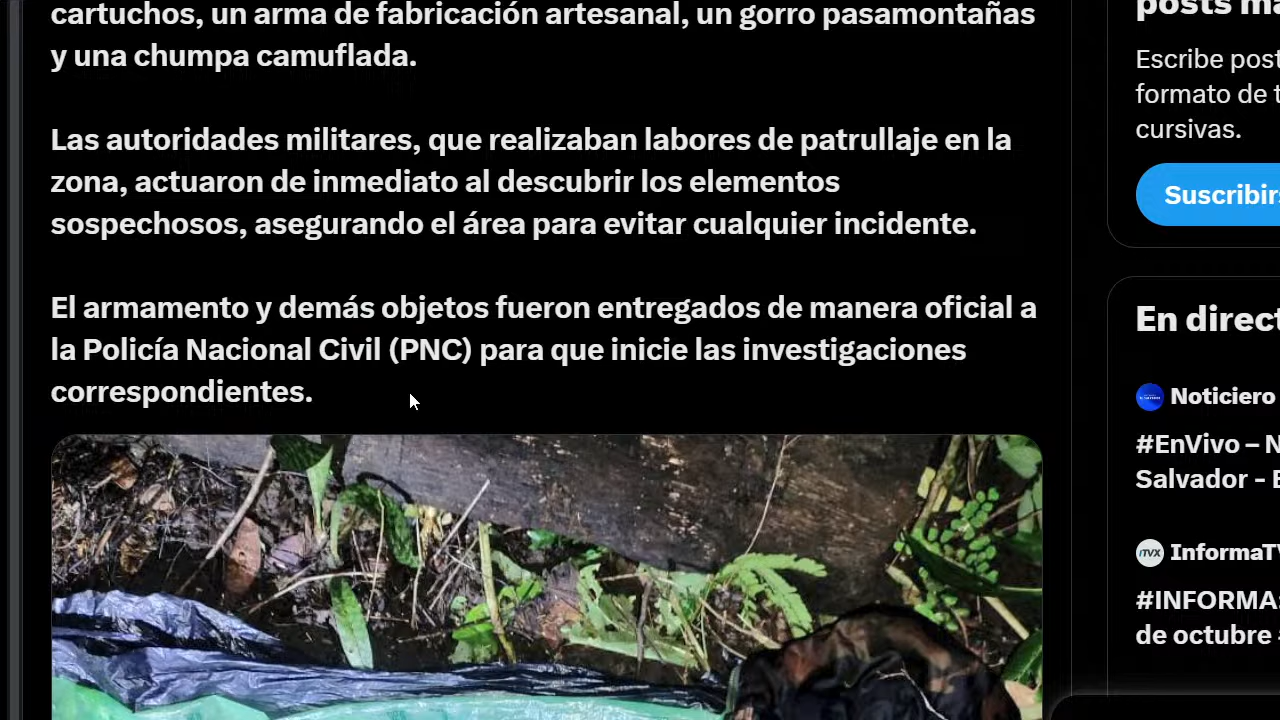 cartuchos, un arma de fabricación artesanal, un gorro pasamontañas
y una chumpa camuflada.
Las autoridades militares, que realizaban labores de patrullaje en la
zona, actuaron de inmediato al descubrir los elementos
sospechosos, asegurando el área para evitar cualquier incidente.
El armamento y demás objetos fueron entregados de manera oficial a
la Policía Nacional Civil (PNC) para que inicie las investigaciones
correspondientes.
posts ma
Escribe post
formato de t
cursivas.
Suscribirs
En direct
Noticiero
#EnVivo – N
Salvador - E
iTVX
InformaTV
#INFORMA:
de octubre